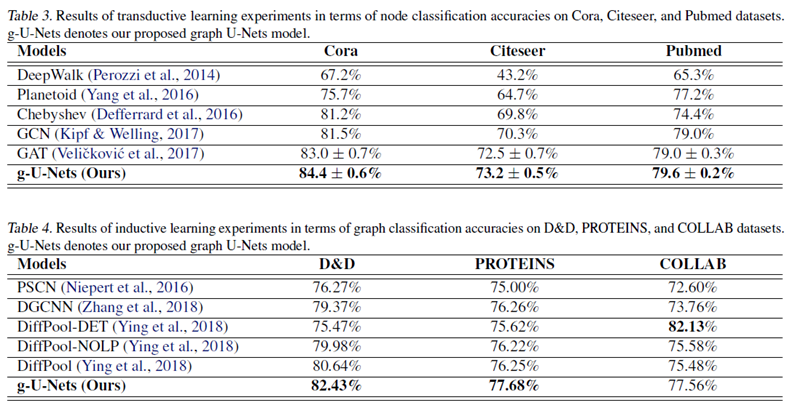 Table 3. Results of transductive learning experiments in terms of node classification accuracies on Cora, Citeseer, and Pubmed datasets.
g-U-Nets denotes our proposed graph U-Nets model.
Models Cora Citeseer Pubmed
DeepWalk (Perozzi et al., 2014) 67.2% 43.2% 65.3%
Planetoid (Yang et al., 2016) 75.7% 64.7% 77.2%
Chebyshev (Defferrard et al., 2016) 81.2% 69.8% 74.4%
GCN (Kipf & Welling, 2017) 81.5% 70.3% 79.0%
GAT (Veličković et al., 2017) 83.0 ± 0.7% 72.5 ± 0.7% 79.0 ± 0.3%
g-U-Nets (Ours) 84.4 ± 0.6% 73.2 ± 0.5% 79.6 ± 0.2%
Table 4. Results of inductive learning experiments in terms of graph classification accuracies on D&D, PROTEINS, and COLLAB datasets.
g-U-Nets denotes our proposed graph U-Nets model.
Models D&D PROTEINS COLLAB
PSCN (Niepert et al., 2016) 76.27% 75.00% 72.60%
DGCNN (Zhang et al., 2018) 79.37% 76.26% 73.76%
DiffPool-DET (Ying et al., 2018) 75.47% 75.62% 82.13%
DiffPool-NOLP (Ying et al., 2018) 79.98% 76.22% 75.58%
DiffPool (Ying et al., 2018) 80.64% 76.25% 75.48%
g-U-Nets (Ours) 82.43% 77.68% 77.56%